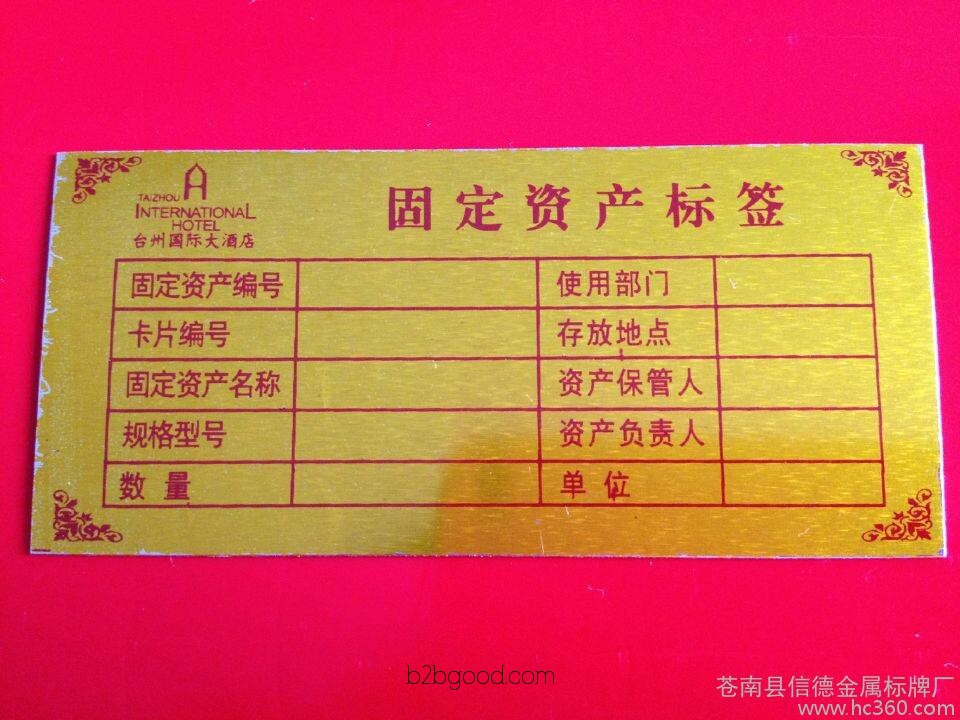 TAIZHOU
INTERNATIONAL
HOTEL
台州国际大酒店
固定资产标签
固定资产编号 使用部门
卡片编号 存放地点
固定资产名称 资产保管人
规格型号 资产负责人
数量 单位
b2bgood.com
苍南县信德金属标牌厂
www.hc360.com